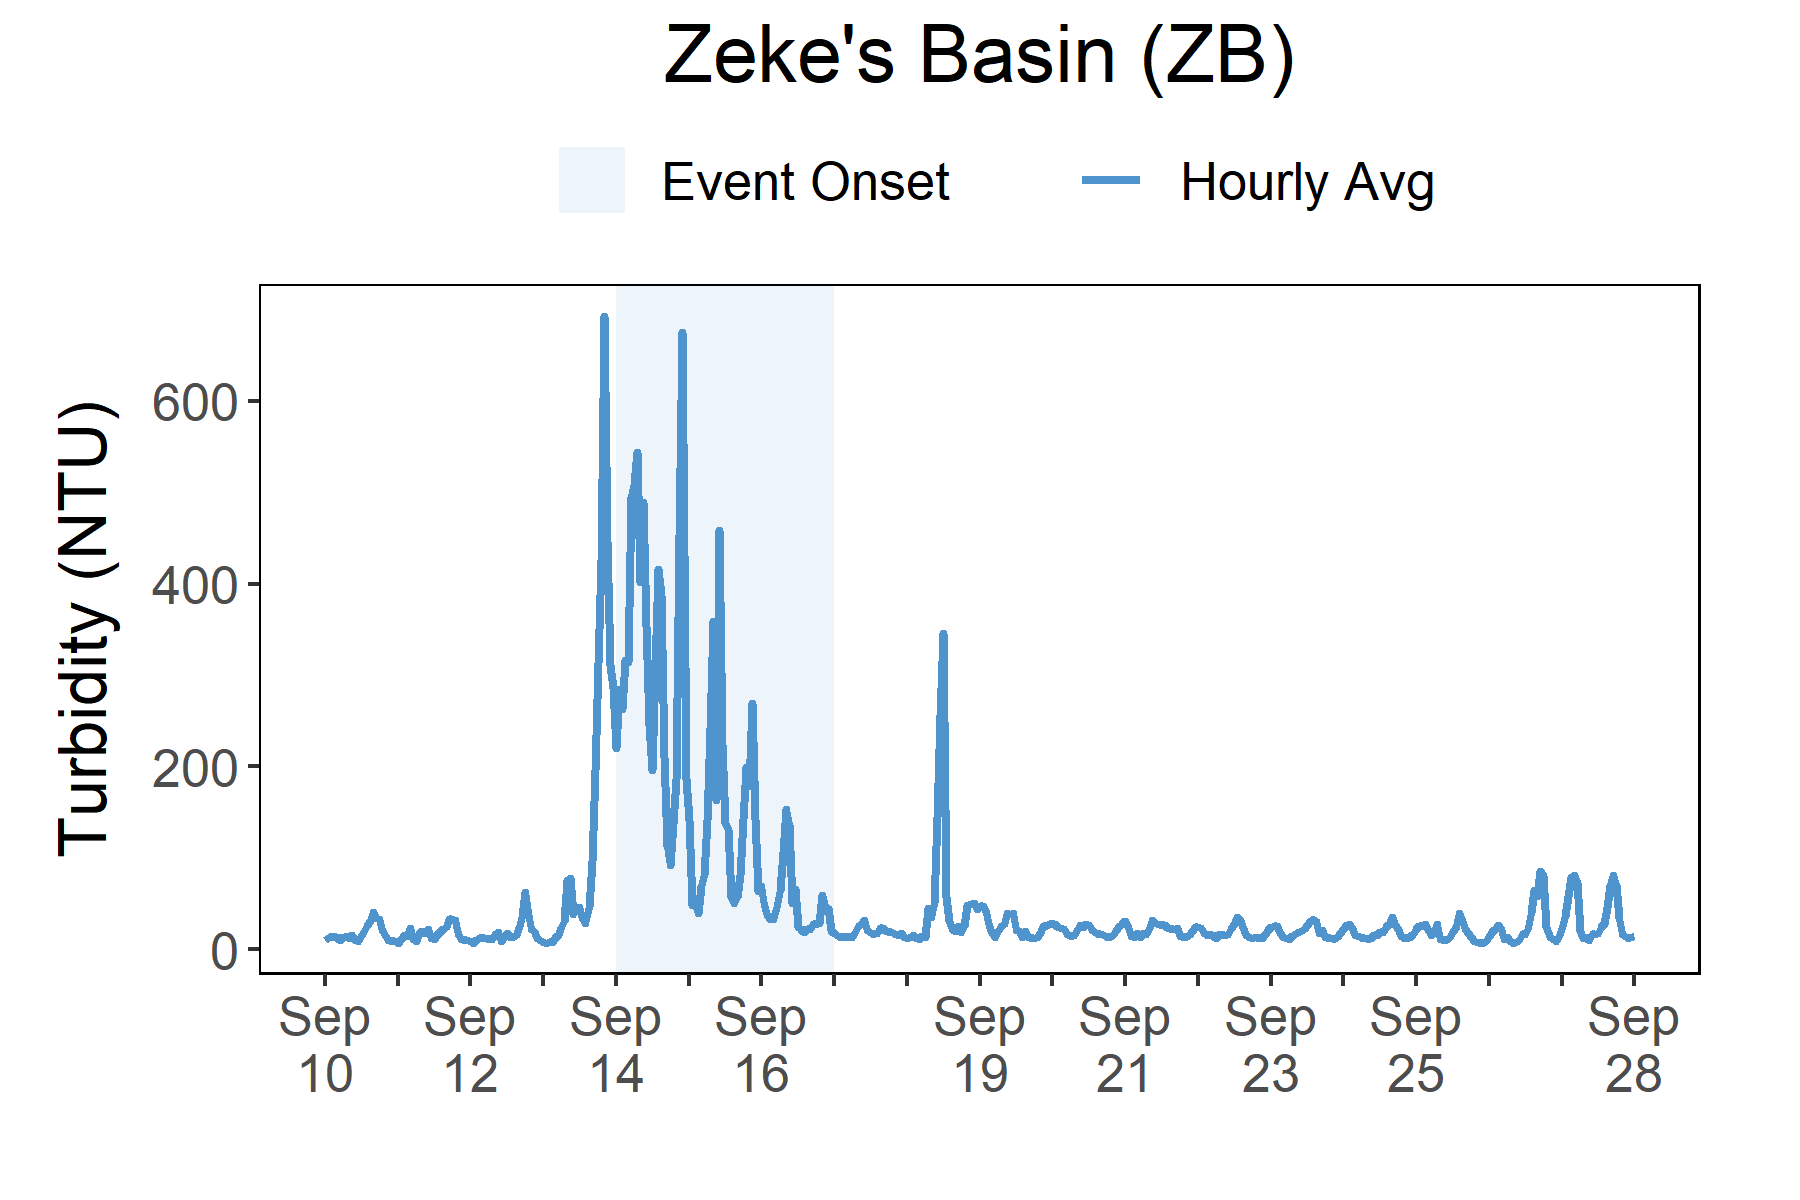 Zeke's Basin (ZB)
Event Onset
Hourly Avg
Turbidity (NTU)
600
400
200
0
Sep 10
Sep 12
Sep 14
Sep 16
Sep 19
Sep 21
Sep 23
Sep 25
Sep 28